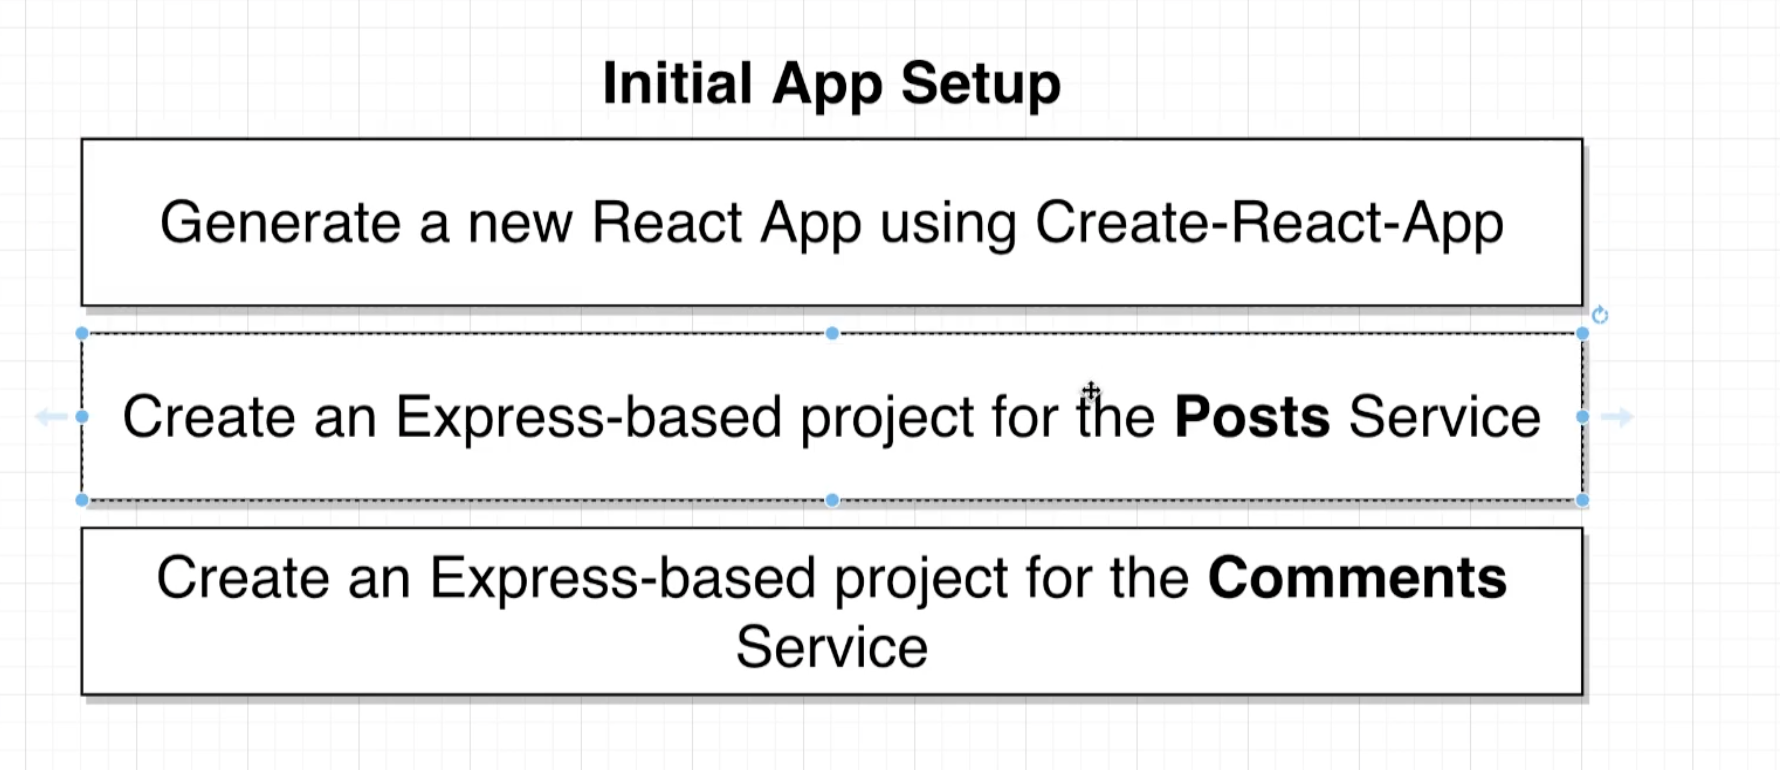 Initial App Setup
Generate a new React App using Create-React-App
Create an Express-based project for the Posts Service
Create an Express-based project for the Comments
Service